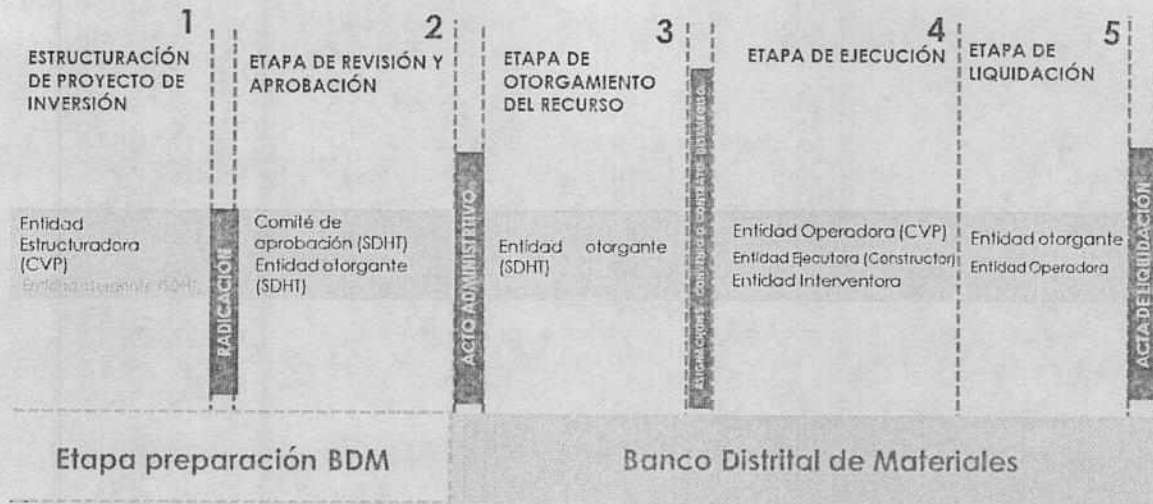 1
ESTRUCTURACÍÓN
DE PROYECTO DE
INVERSIÓN
Entidad
Estructuradora
(CVP)
RADICACIÓN
2
ETAPA DE REVISIÓN Y
APROBACIÓN
Comité de
aprobación (SDHT)
Entidad otorgante
(SDHT)
ACTO ADMINISTRTIVO
3
ETAPA DE
OTORGAMIENTO
DEL RECURSO
Entidad otorgante
(SDHT)
CONVENIO O CONTRATO
4
ETAPA DE EJECUCIÓN
Entidad Operadora (CVP)
Entidad Ejecutora (Constructor)
Entidad Interventora
5
ETAPA DE
LIQUIDACIÓN
Entidad otorgante
Entidad Operadora
ACTA DE LIQUIDACIÓN
Etapa preparación BDM
Banco Distrital de Materiales